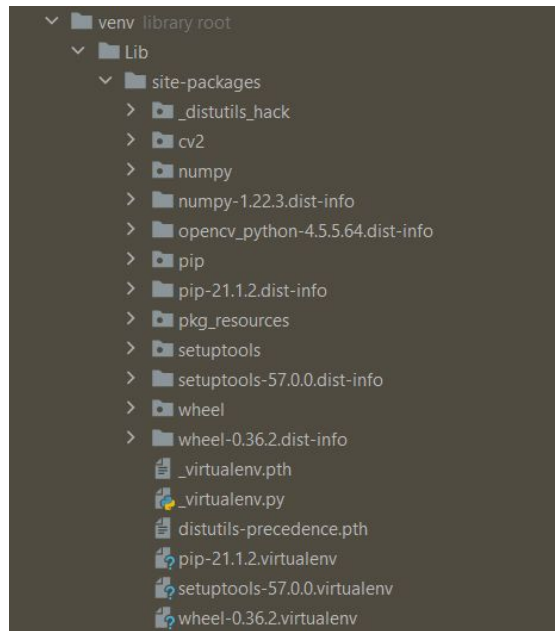 venv library root
Lib
site-packages
_distutils_hack
cv2
numpy
numpy-1.22.3.dist-info
opencv_python-4.5.5.64.dist-info
pip
pip-21.1.2.dist-info
pkg_resources
setuptools
setuptools-57.0.0.dist-info
wheel
wheel-0.36.2.dist-info
_virtualenv.pth
_virtualenv.py
distutils-precedence.pth
pip-21.1.2.virtualenv
setuptools-57.0.0.virtualenv
wheel-0.36.2.virtualenv